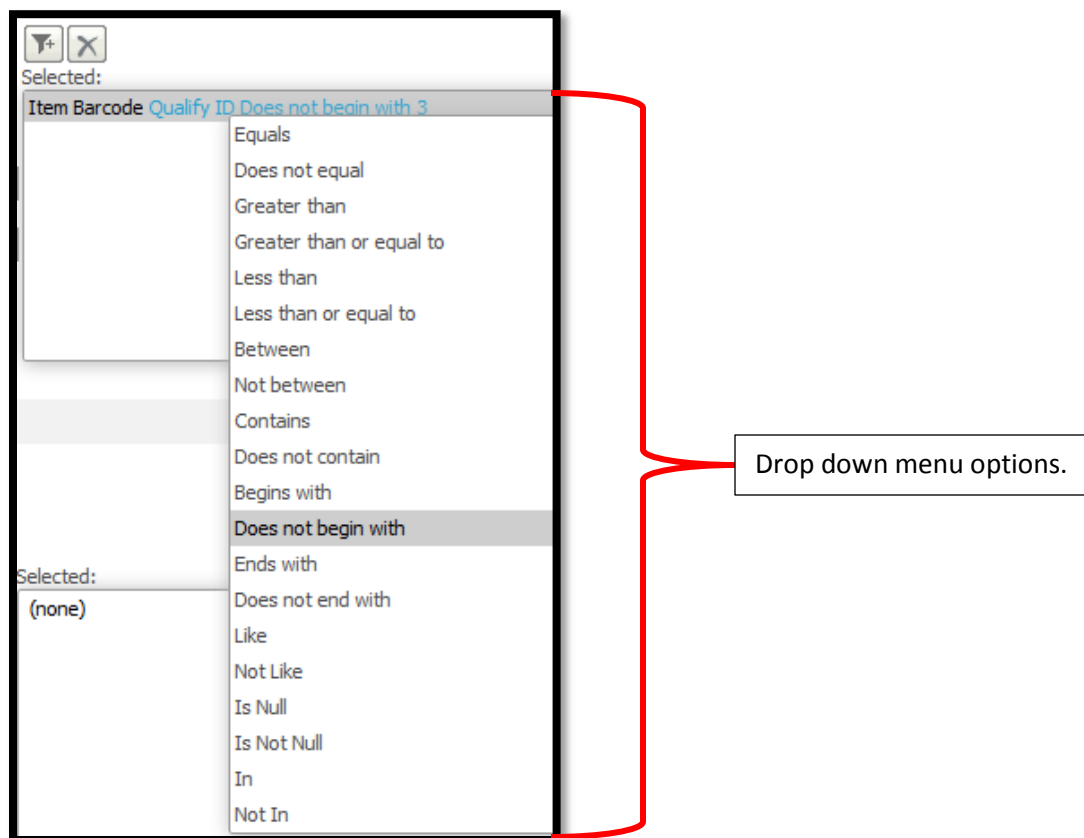 Selected:
Item Barcode Qualify ID Does not begin with 3
Equals
Does not equal
Greater than
Greater than or equal to
Less than
Less than or equal to
Between
Not between
Contains
Does not contain
Begins with
Does not begin with
Ends with
Does not end with
Like
Not Like
Is Null
Is Not Null
In
Not In
Selected:
(none)
Drop down menu options.